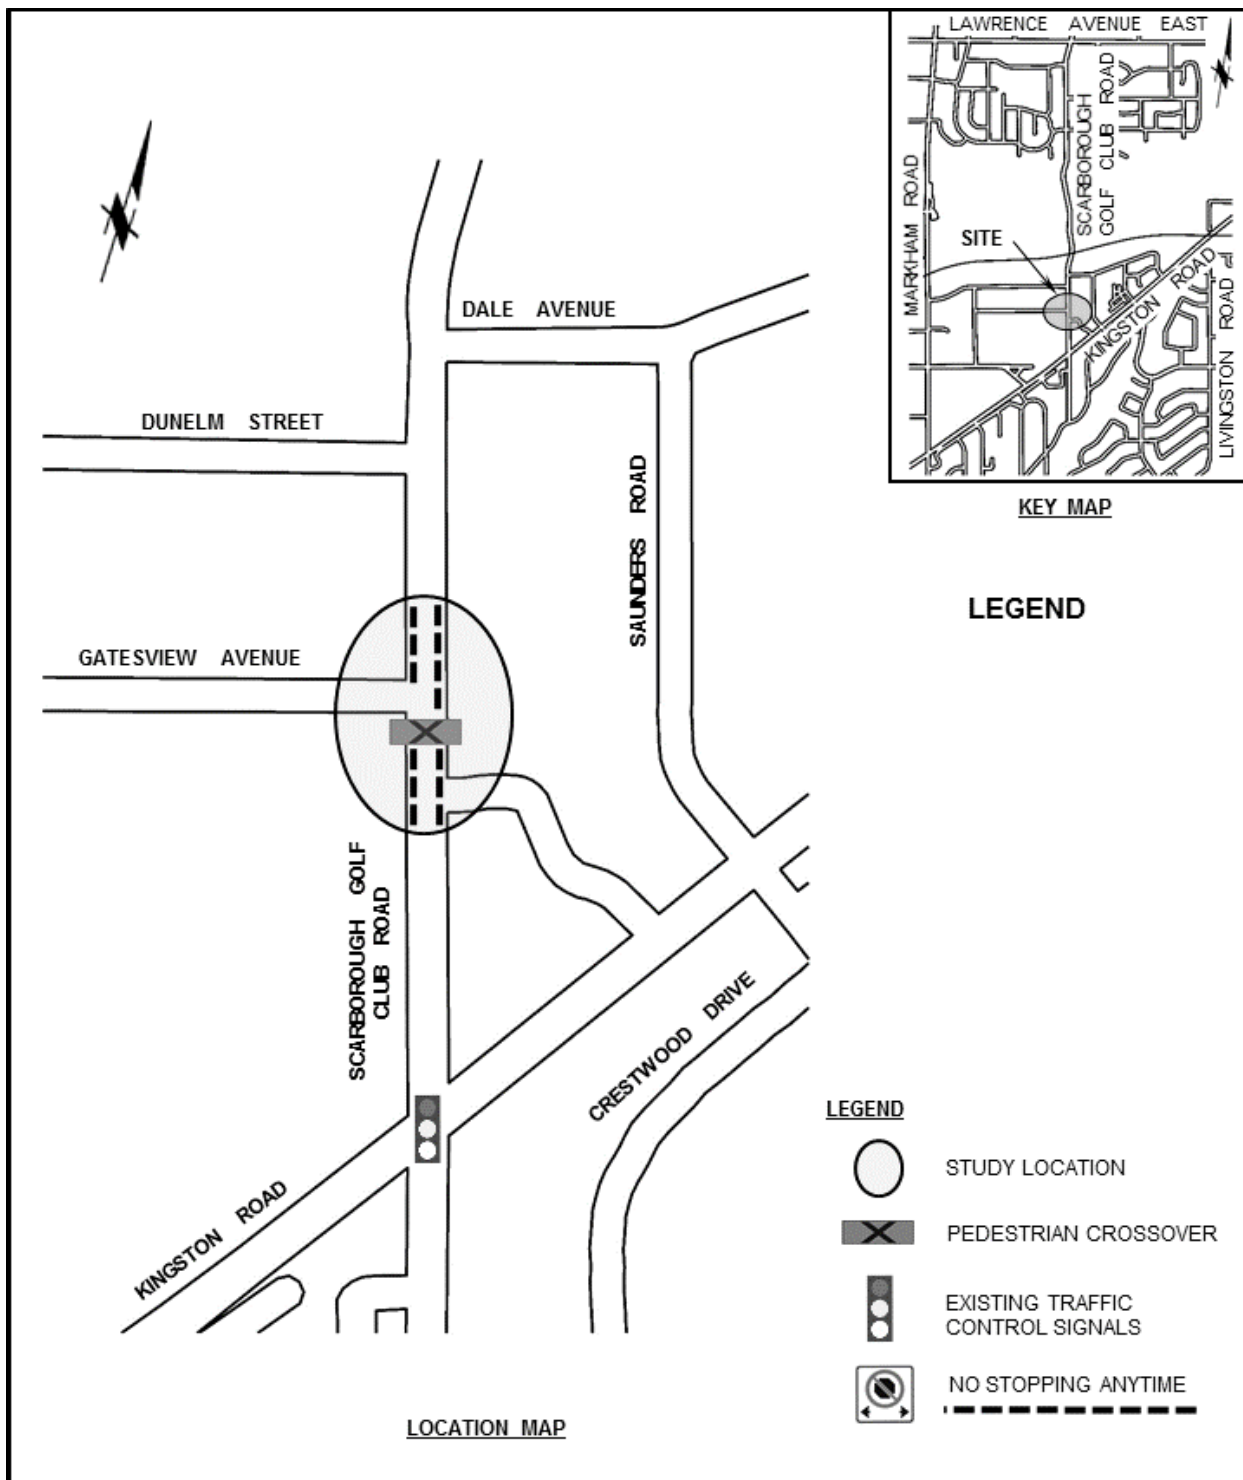 LAWRENCE AVENUE EAST
MARKHAM ROAD
SCARBOROUGH
GOLF CLUB ROAD
SITE
KINGSTON ROAD
LIVINGSTON ROAD
KEY MAP
LEGEND
DALE AVENUE
DUNELM STREET
SAUNDERS ROAD
GATESVIEW AVENUE
SCARBOROUGH GOLF
CLUB ROAD
CRESTWOOD DRIVE
KINGSTON ROAD
LEGEND
STUDY LOCATION
PEDESTRIAN CROSSOVER
EXISTING TRAFFIC
CONTROL SIGNALS
NO STOPPING ANYTIME
LOCATION MAP